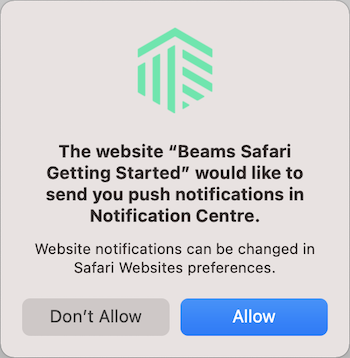 The website “Beams Safari
Getting Started” would like to
send you push notifications in
Notification Centre.
Website notifications can be changed in
Safari Websites preferences.
Don’t Allow
Allow